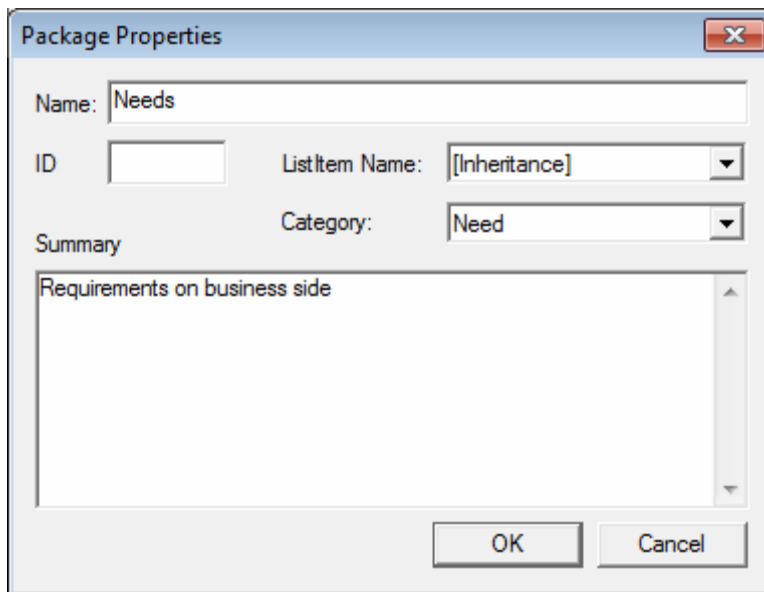 Package Properties
Name: Needs
ID ListItem Name: [Inheritance]
Category: Need
Summary
Requirements on business side
OK Cancel